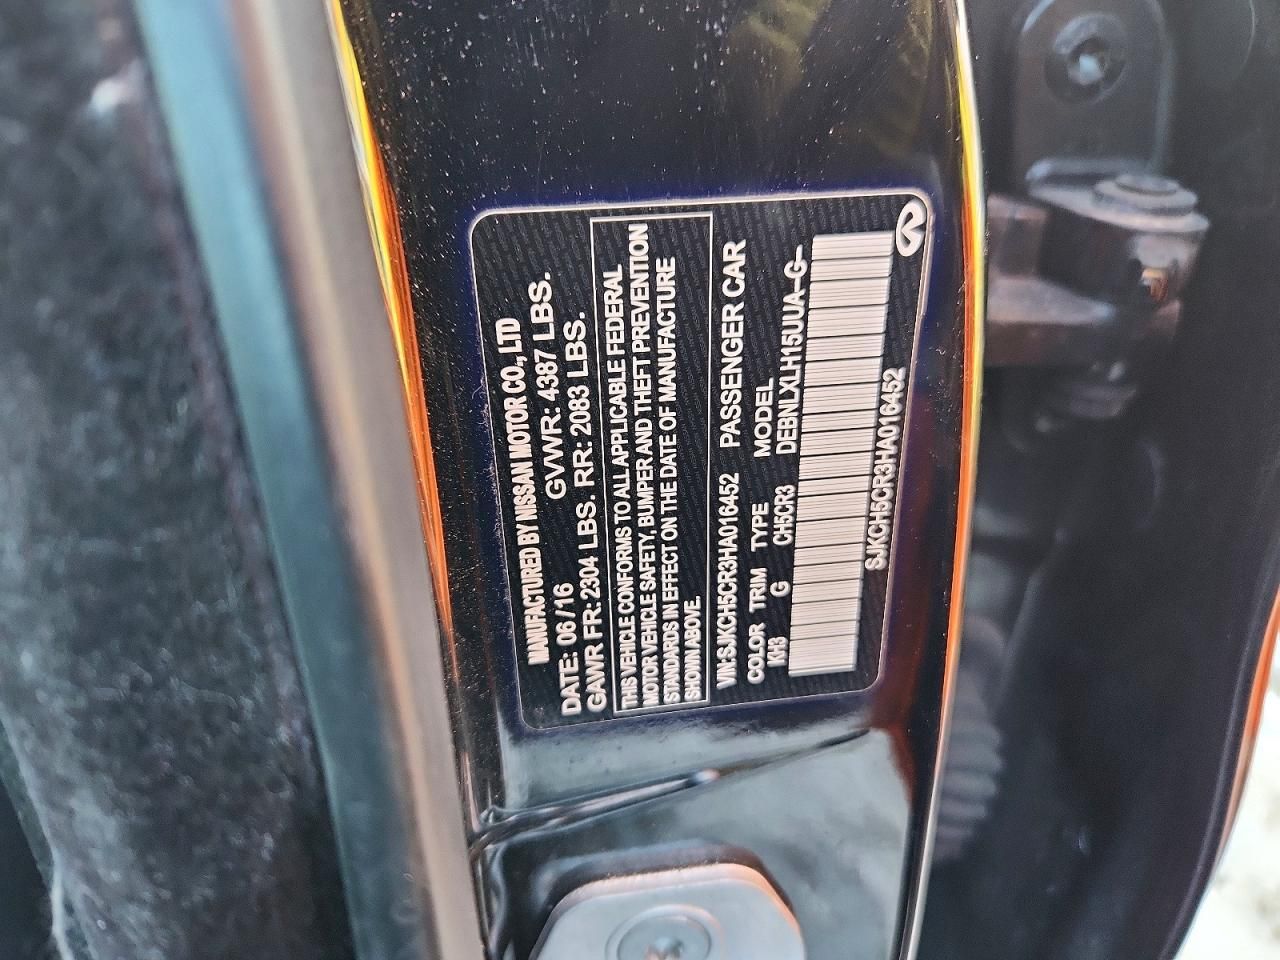 MANUFACTURED BY NISSAN MOTOR CO., LTD
DATE: 06/16 GVWR: 4387 LBS.
GAWR FR: 2304 LBS. RR: 2083 LBS.
THIS VEHICLE CONFORMS TO ALL APPLICABLE FEDERAL
MOTOR VEHICLE SAFETY, BUMPER AND THEFT PREVENTION
STANDARDS IN EFFECT ON THE DATE OF MANUFACTURE
SHOWN ABOVE.
VIN:SJKCH5CR3HA016452 PASSENGER CAR
COLOR TRIM TYPE MODEL
KH3 G CH5CR3 DEBNLXLH15UUA-G-
SJKCH5CR3HA016452